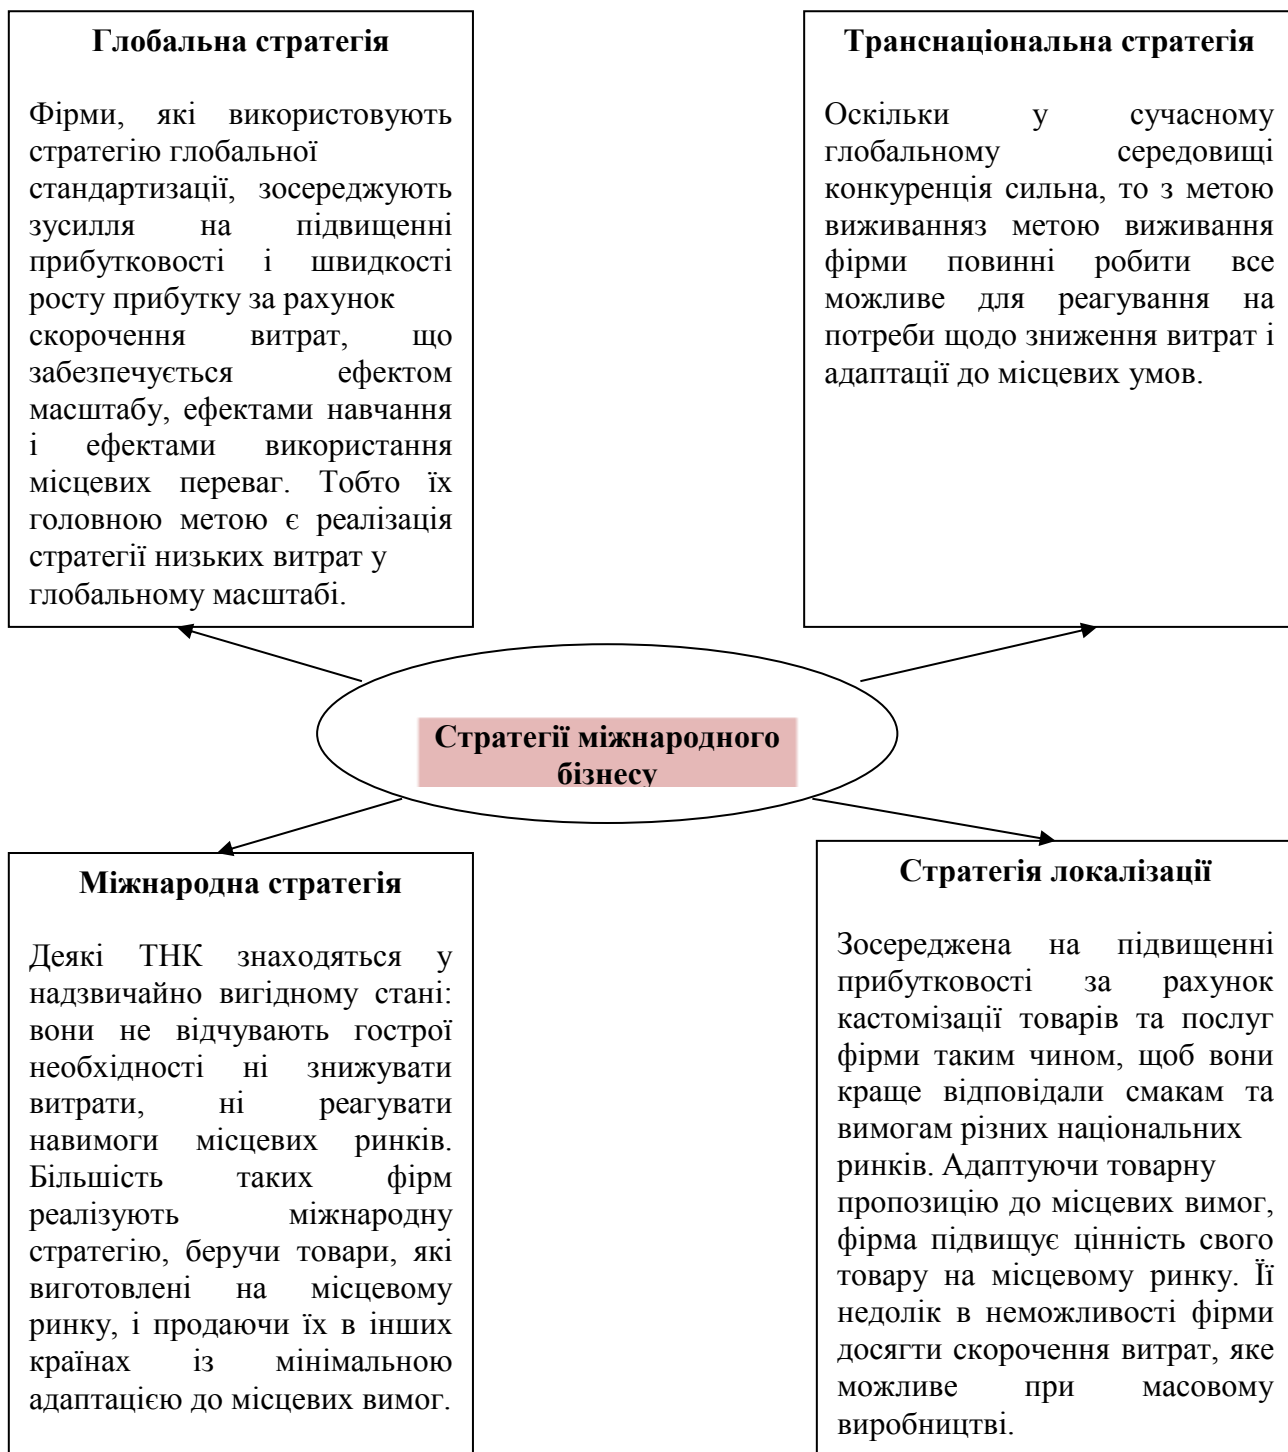 Глобальна стратегія
Фірми, які використовують
стратегію глобальної
стандартизації, зосереджують
зусилля на підвищенні
прибутковості і швидкості
росту прибутку за рахунок
скорочення витрат, що
забезпечується ефектом
масштабу, ефектами навчання
і ефектами використання
місцевих переваг. Тобто їх
головною метою є реалізація
стратегії низьких витрат у
глобальному масштабі.
Транснаціональна стратегія
Оскільки у сучасному
глобальному середовищі
конкуренція сильна, то з метою
виживанняз метою виживання
фірми повинні робити все
можливе для реагування на
потреби щодо зниження витрат і
адаптації до місцевих умов.
Стратегії міжнародного
бізнесу
Міжнародна стратегія
Деякі ТНК знаходяться у
надзвичайно вигідному стані:
вони не відчувають гострої
необхідності ні знижувати
витрати, ні реагувати
навимоги місцевих ринків.
Більшість таких фірм
реалізують міжнародну
стратегію, беручи товари, які
виготовлені на місцевому
ринку, і продаючи їх в інших
країнах із мінімальною
адаптацією до місцевих вимог.
Стратегія локалізації
Зосереджена на підвищенні
прибутковості за рахунок
кастомізації товарів та послуг
фірми таким чином, щоб вони
краще відповідали смакам та
вимогам різних національних
ринків. Адаптуючи товарну
пропозицію до місцевих вимог,
фірма підвищує цінність свого
товару на місцевому ринку. Її
недолік в неможливості фірми
досягти скорочення витрат, яке
можливе при масовому
виробництві.